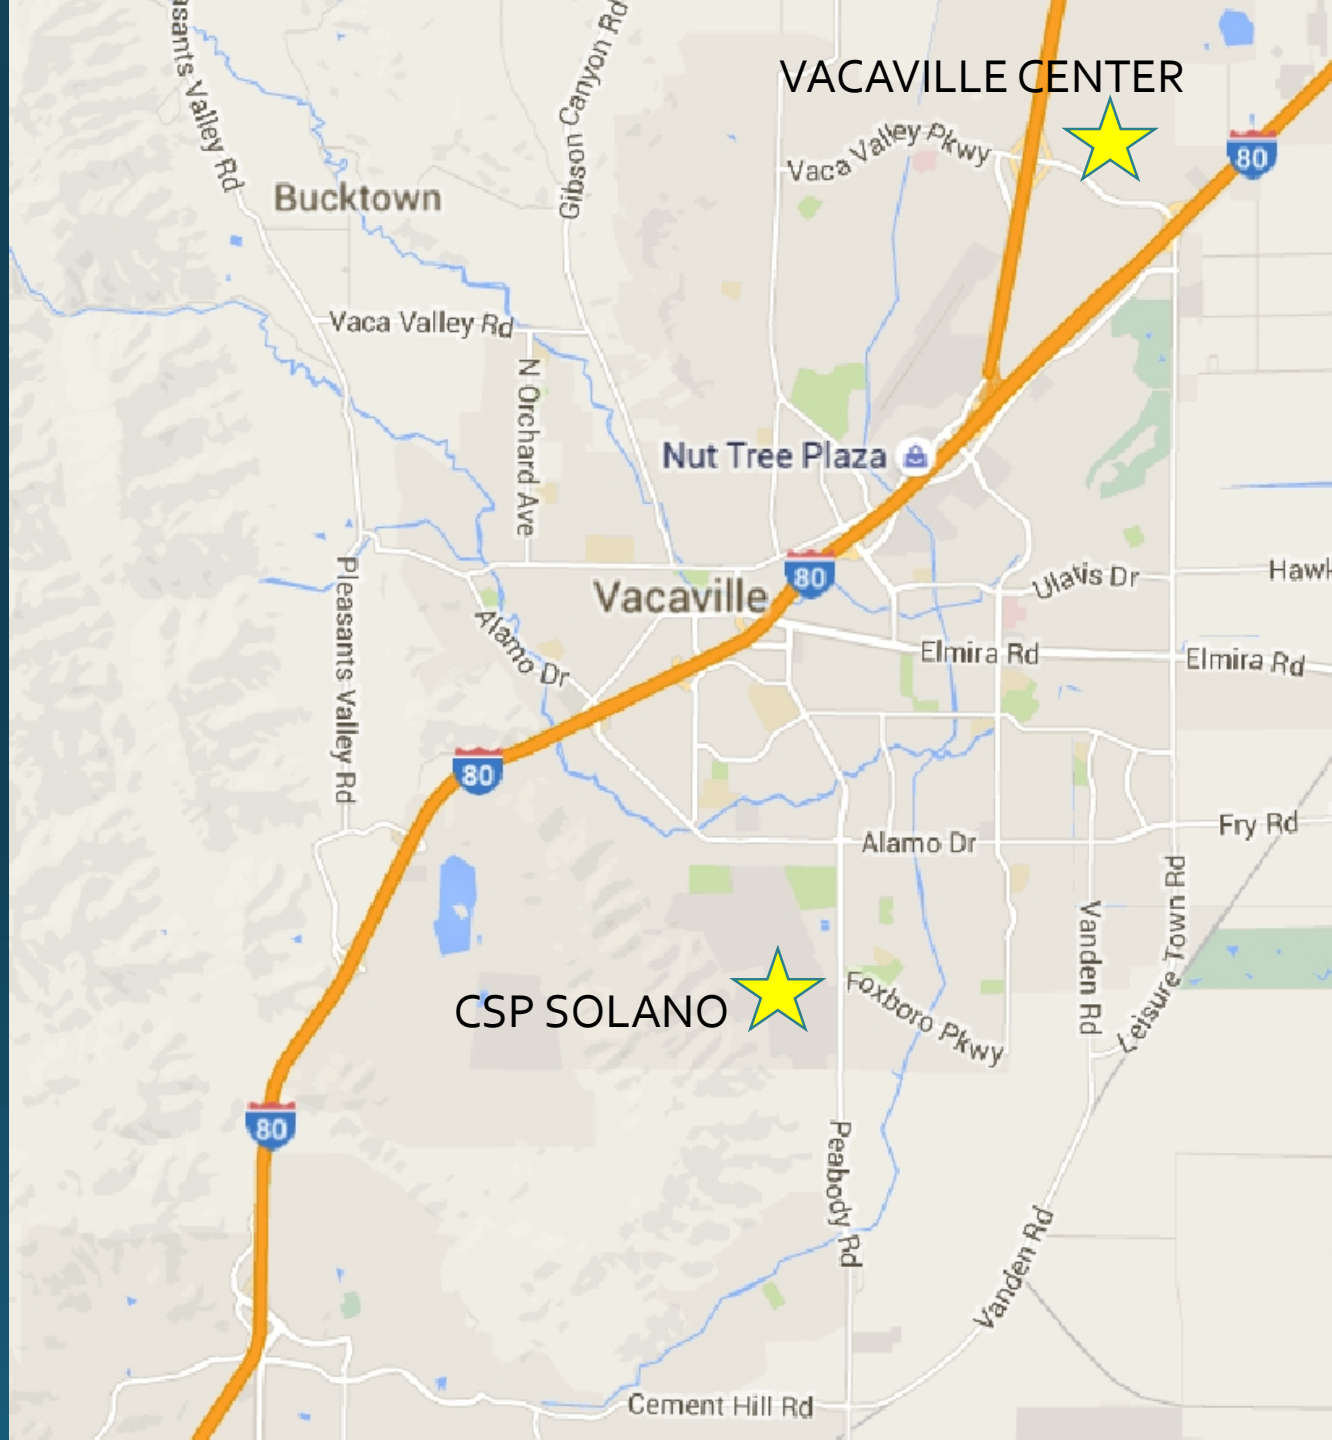 asants Valley Rd
Gibson Canyon Rd
VACAVILLE CENTER
Vaca Valley Pkwy
80
Bucktown
Vaca Valley Rd
N Orchard Ave
Nut Tree Plaza
80
Vacaville
Ulatis Dr
Hawk
Pleasants Valley Rd
Alamo Dr
Elmira Rd
Elmira Rd
80
Alamo Dr
Fry Rd
Leisure Town Rd
Vanden Rd
CSP SOLANO
Foxboro Pkwy
80
Peabody Rd
Vanden Rd
Cement Hill Rd